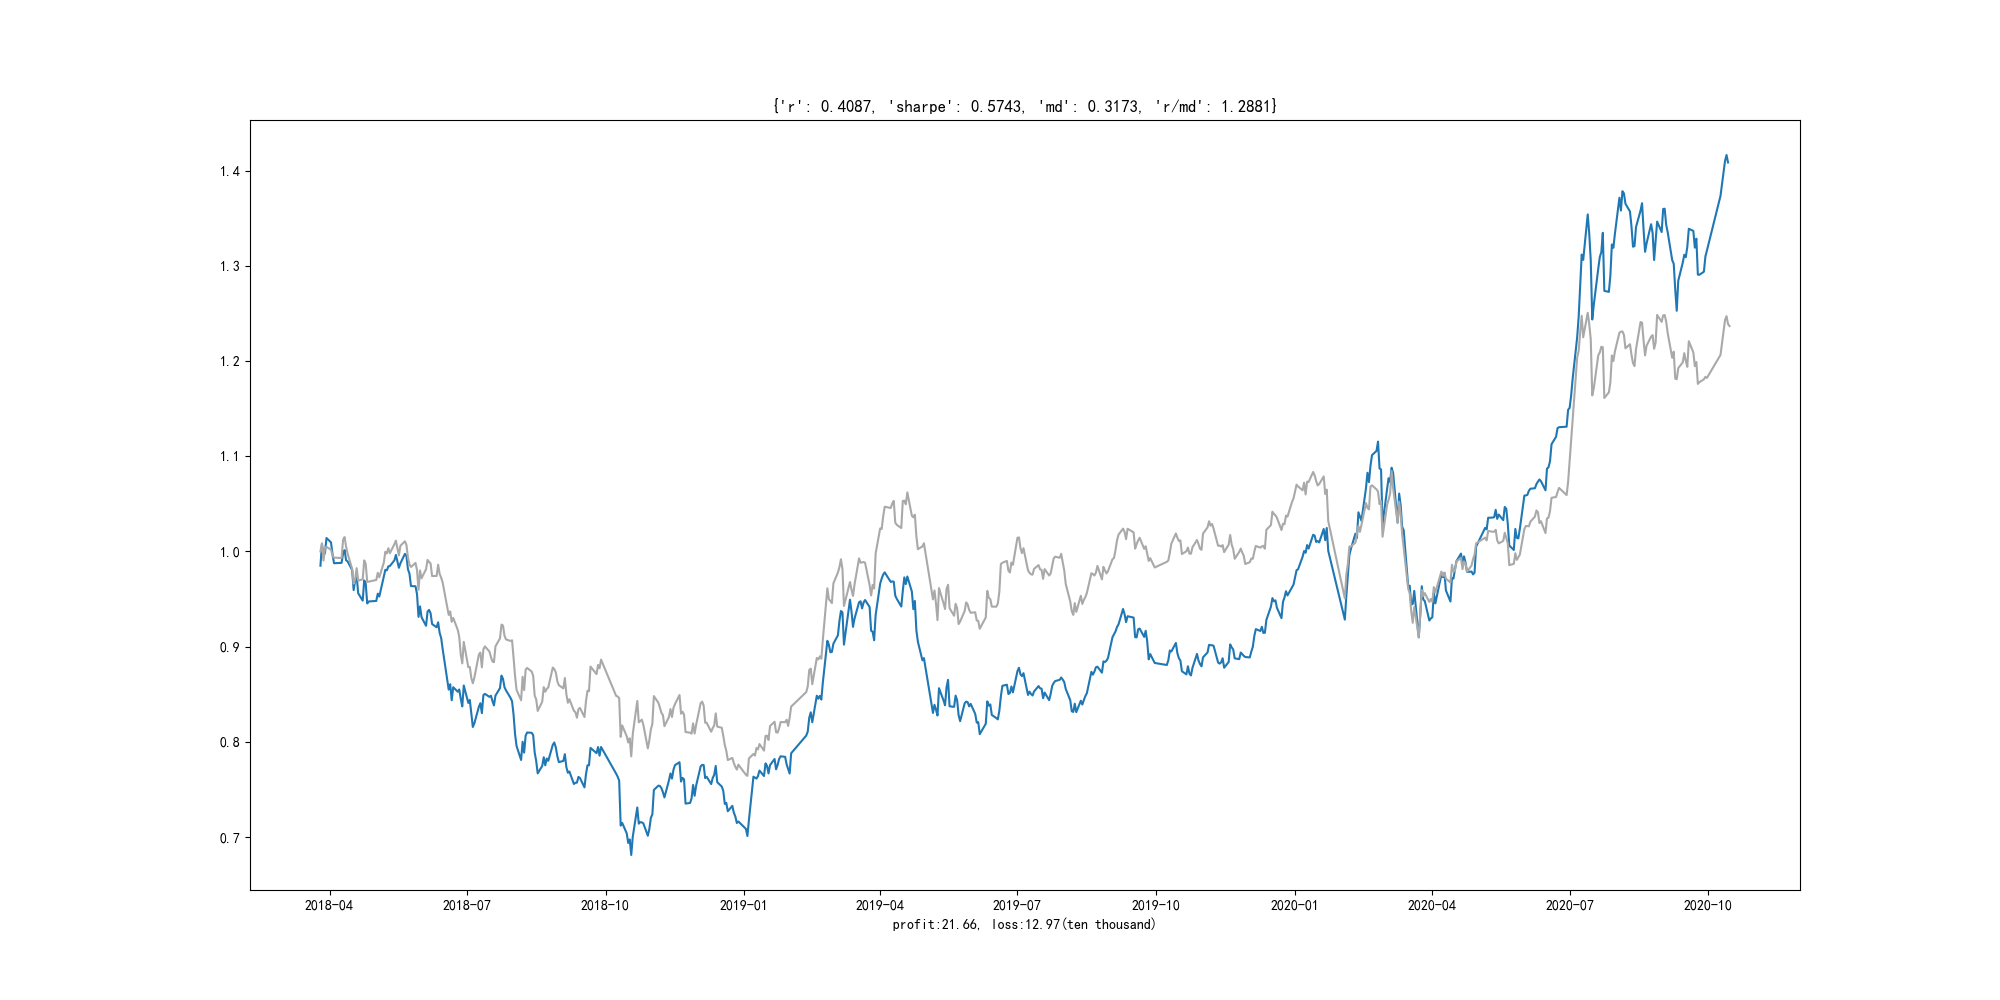 {'r': 0.4087, 'sharpe': 0.5743, 'md': 0.3173, 'r/md': 1.2881}
1.4
1.3
1.2
1.1
1.0
0.9
0.8
0.7
2018-04 2018-07 2018-10 2019-01 2019-04 2019-07 2019-10 2020-01 2020-04 2020-07 2020-10
profit:21.66, loss:12.97(ten thousand)